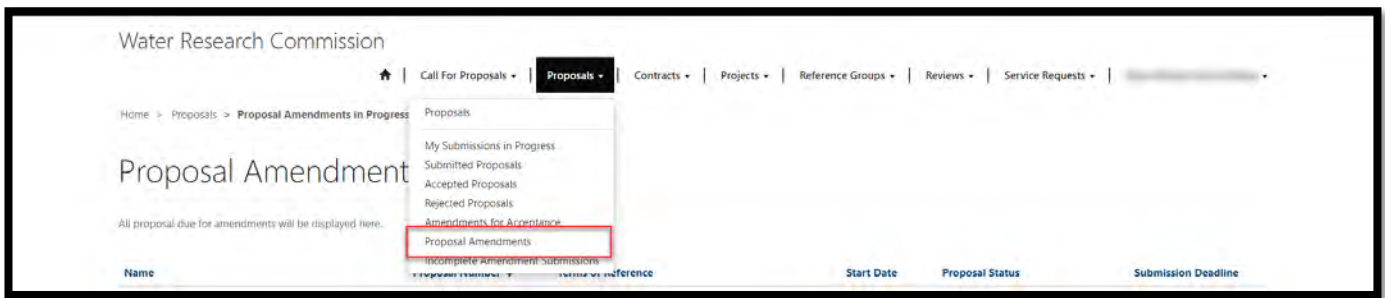 Water Research Commission
Call For Proposals | Proposals | Contracts | Projects | Reference Groups | Reviews | Service Requests |
Home > Proposals > Proposal Amendments in Progress
Proposals
My Submissions in Progress
Submitted Proposals
Accepted Proposals
Rejected Proposals
Amendments for Acceptance
Proposal Amendments
Incomplete Amendment Submissions
Proposal Amendment
All proposal due for amendments will be displayed here.
Name Proposal Number Terms of Reference Start Date Proposal Status Submission Deadline